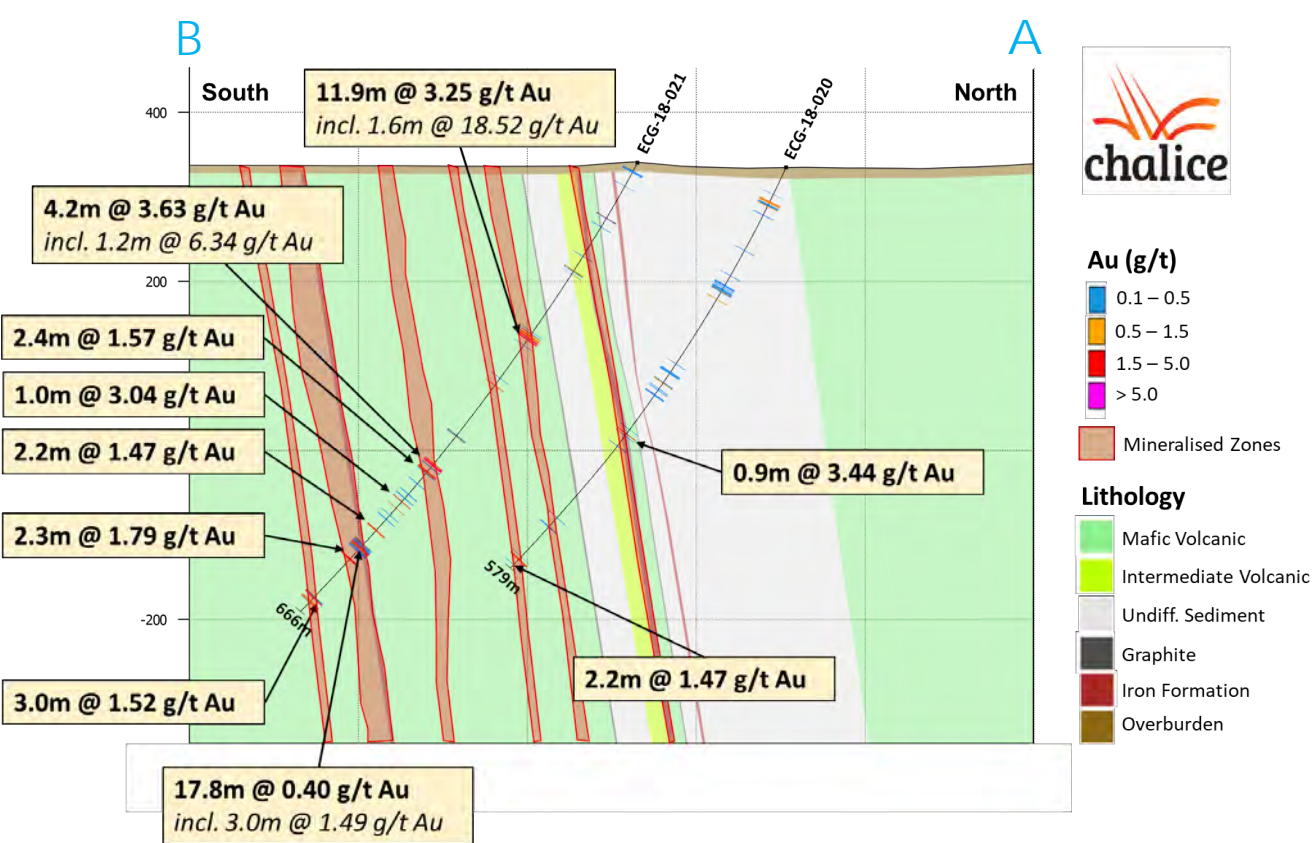 B
A
South
North
11.9m @ 3.25 g/t Au
incl. 1.6m @ 18.52 g/t Au
ECG-18-021
ECG-18-020
chalice
400
4.2m @ 3.63 g/t Au
incl. 1.2m @ 6.34 g/t Au
200
2.4m @ 1.57 g/t Au
1.0m @ 3.04 g/t Au
2.2m @ 1.47 g/t Au
0.9m @ 3.44 g/t Au
2.3m @ 1.79 g/t Au
579m
666m
-200
2.2m @ 1.47 g/t Au
3.0m @ 1.52 g/t Au
17.8m @ 0.40 g/t Au
incl. 3.0m @ 1.49 g/t Au
Au (g/t)
0.1 – 0.5
0.5 – 1.5
1.5 – 5.0
> 5.0
Mineralised Zones
Lithology
Mafic Volcanic
Intermediate Volcanic
Undiff. Sediment
Graphite
Iron Formation
Overburden